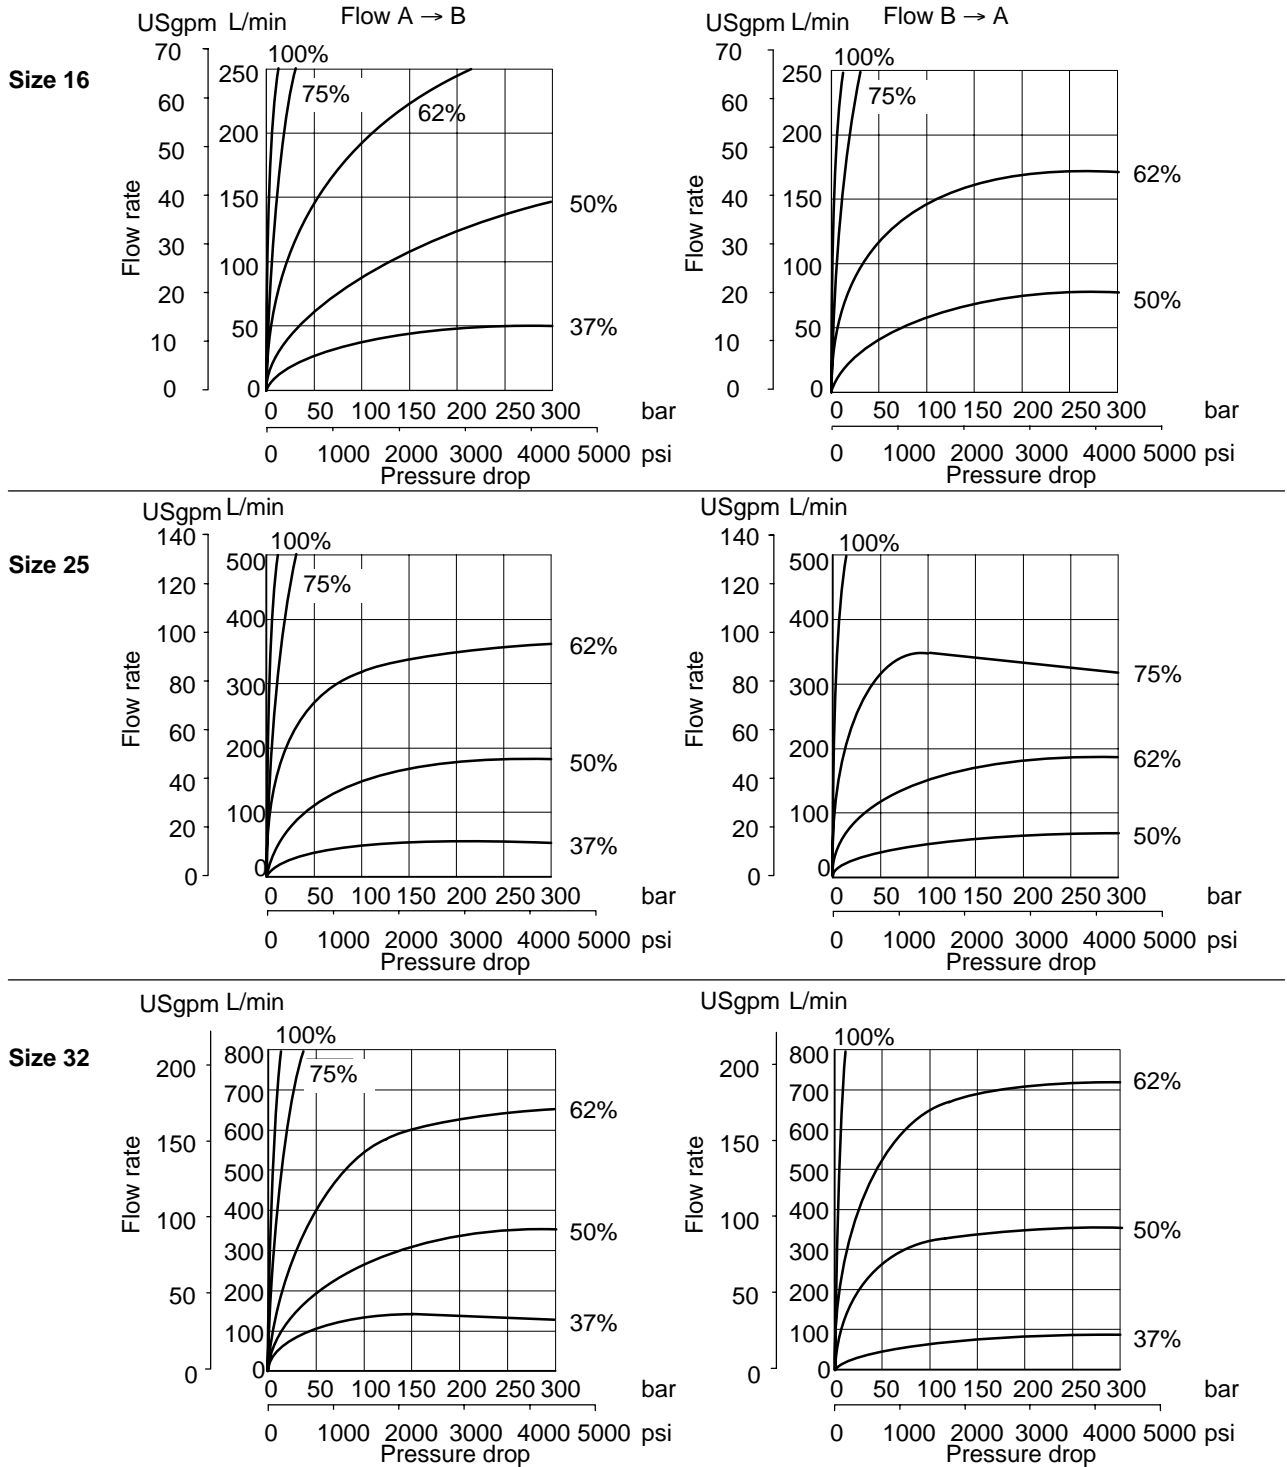 USgpm L/min Flow A → B Flow B → A
USgpm L/min
Size 16
70 100% 70 100%
250 75% 250 75%
60 62% 60
200 200
50 50
150 50% 150 62%
40 40
Flow rate Flow rate
30 30
100 100
20 20 50%
50 37% 50
10 10
0 0 0 0
0 50 100 150 200 300 bar 0 50 100 150 200 300 bar
0 1000 2000 3000 4000 5000 psi 0 1000 2000 3000 4000 5000 psi
Pressure drop Pressure drop
USgpm L/min USgpm L/min
Size 25
140 100% 140 100%
500 75% 500
120 120
400 400
100 62% 100
300 300 75%
80 80
Flow rate Flow rate
60 60
200 50% 200 62%
40 40
100 100
20 37% 20 50%
0 0 0 0
0 50 100 150 200 250 300 bar 0 50 100 150 200 250 300 bar
0 1000 2000 3000 4000 5000 psi 0 1000 2000 3000 4000 5000 psi
Pressure drop Pressure drop
USgpm L/min USgpm L/min
Size 32
100% 100%
800 75% 800
200 200
700 62% 700 62%
600 600
150 150
500 500
Flow rate Flow rate
400 400
100 50% 100 50%
300 300
50 200 50 200
100 37% 100 37%
0 0 0 0
0 50 100 150 200 250 300 bar 0 50 100 150 200 250 300 bar
0 1000 2000 3000 4000 5000 psi 0 1000 2000 3000 4000 5000 psi
Pressure drop Pressure drop